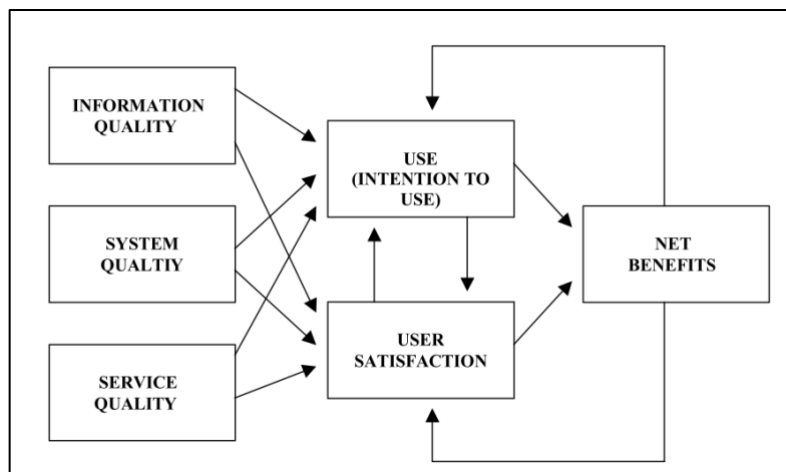 INFORMATION
QUALITY
USE
(INTENTION TO
USE)
SYSTEM
QUALTIY
NET
BENEFITS
USER
SATISFACTION
SERVICE
QUALITY